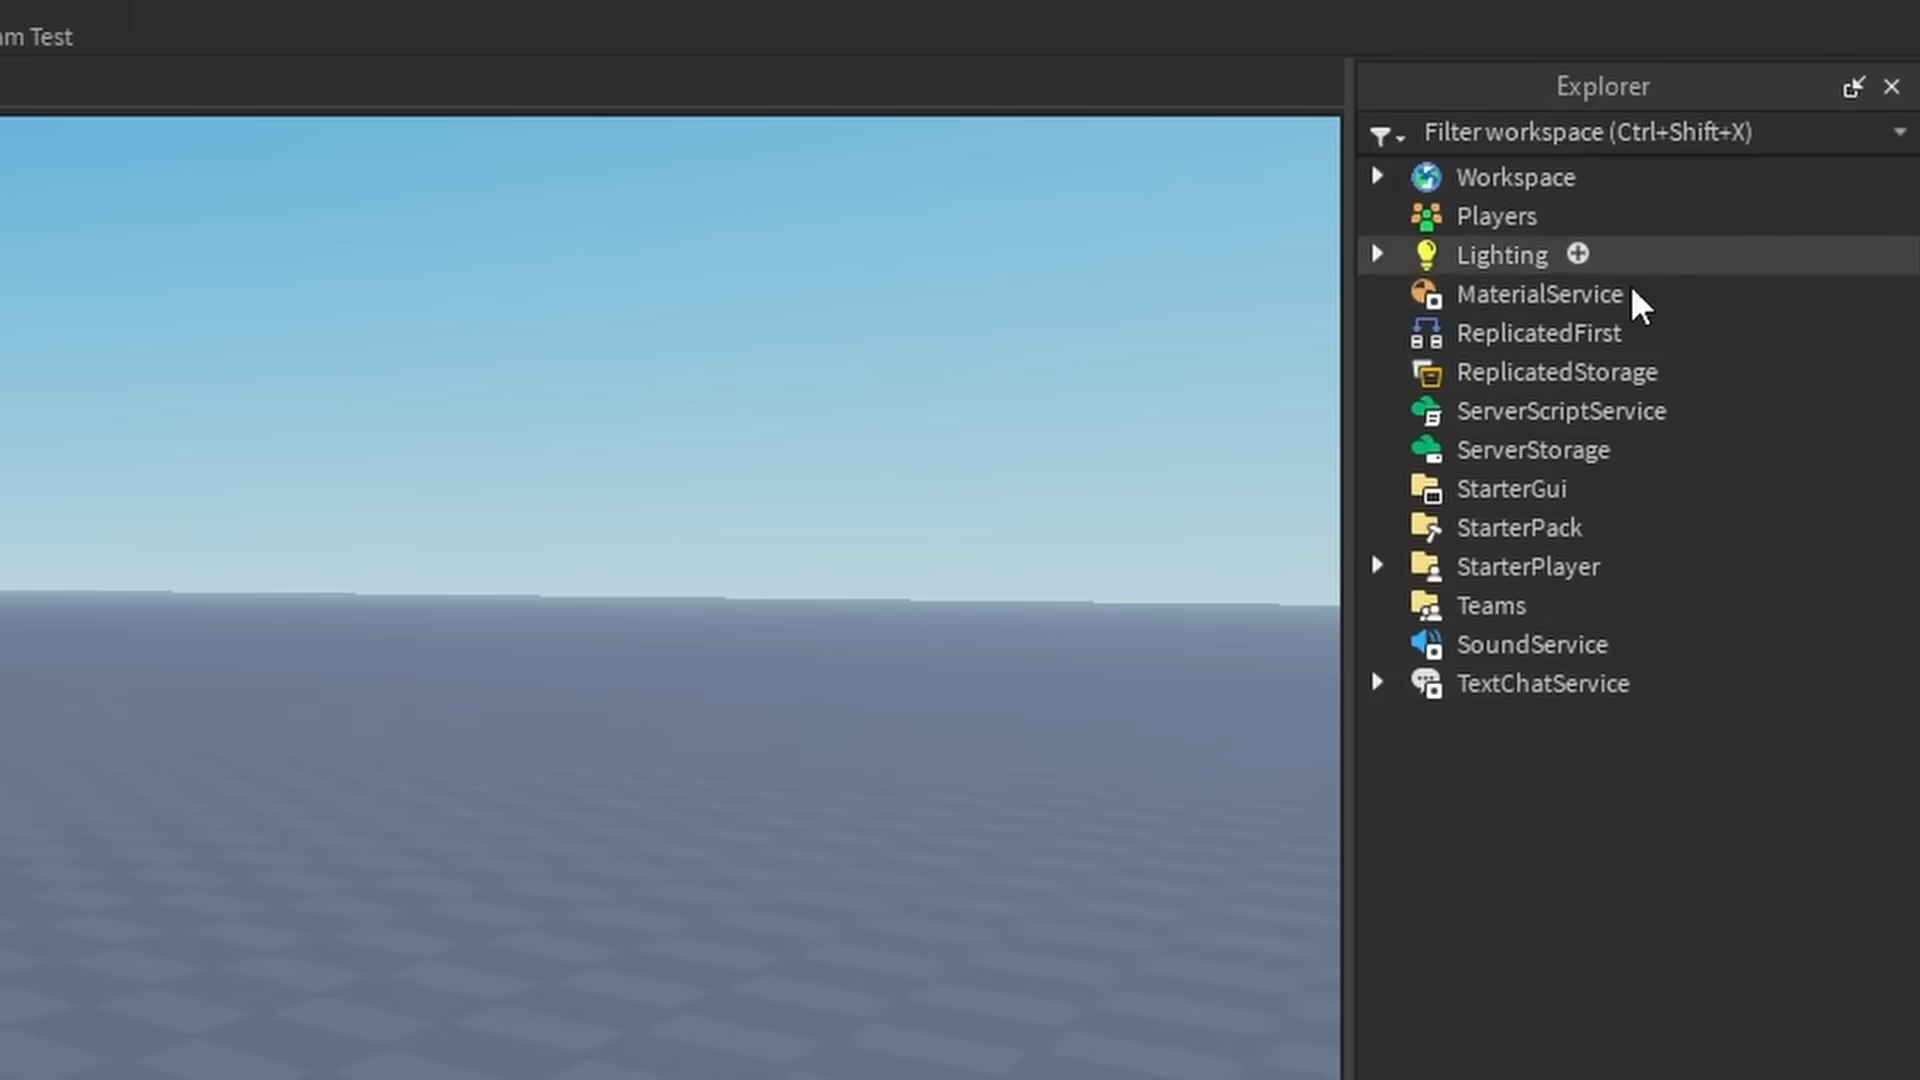 am Test
Explorer
Filter workspace (Ctrl+Shift+X)
Workspace
Players
Lighting
MaterialService
ReplicatedFirst
ReplicatedStorage
ServerScriptService
ServerStorage
StarterGui
StarterPack
StarterPlayer
Teams
SoundService
TextChatService